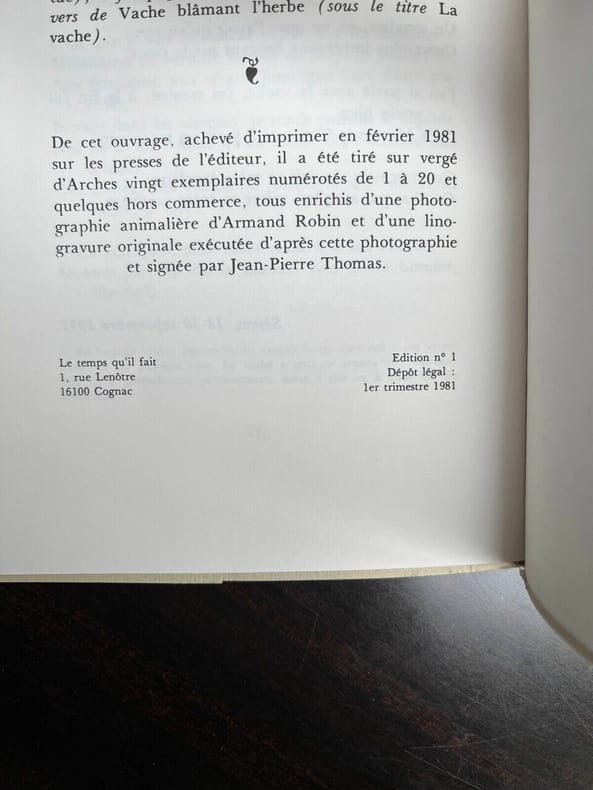 vers de Vache blâmant l'herbe (sous le titre La
vache).
De cet ouvrage, achevé d'imprimer en février 1981
sur les presses de l'éditeur, il a été tiré sur vergé
d'Arches vingt exemplaires numérotés de 1 à 20 et
quelques hors commerce, tous enrichis d'une photo-
graphie animalière d'Armand Robin et d'une lino-
gravure originale exécutée d'après cette photographie
et signée par Jean-Pierre Thomas.
Le temps qu'il fait
1, rue Lenôtre
16100 Cognac
Edition n° 1
Dépôt légal :
1er trimestre 1981